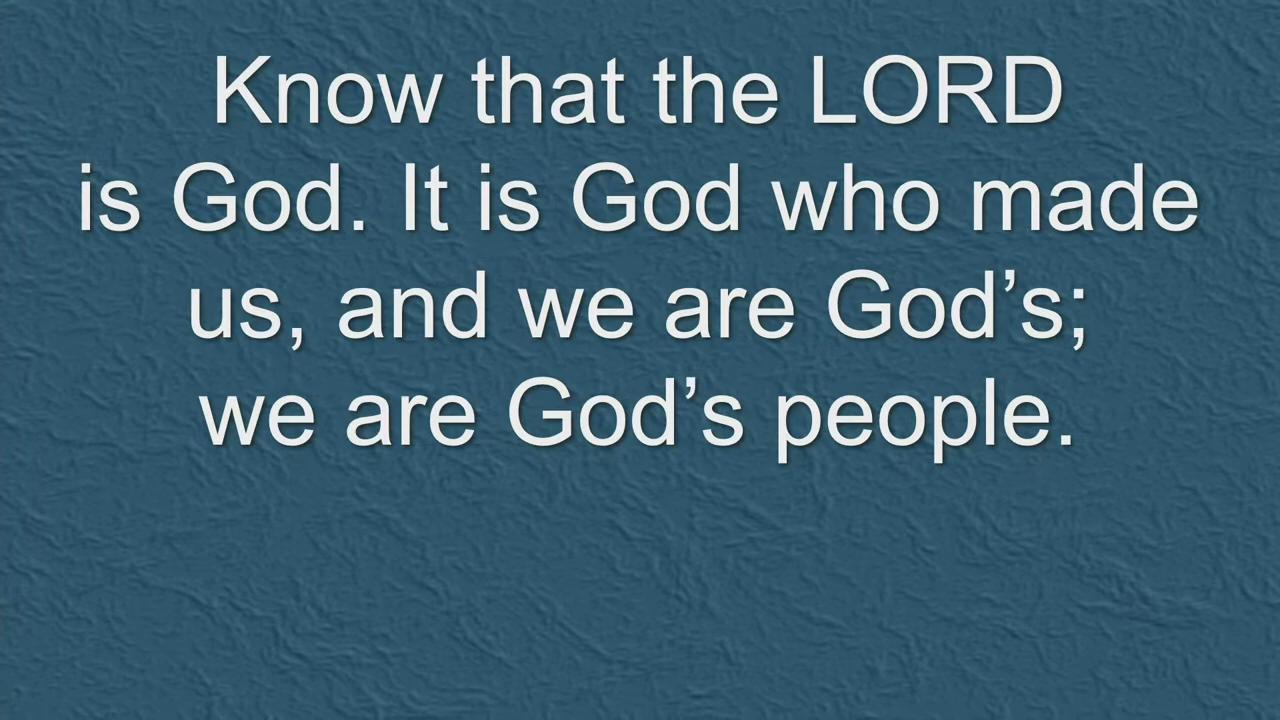 Know that the LORD
is God. It is God who made
us, and we are God’s;
we are God’s people.